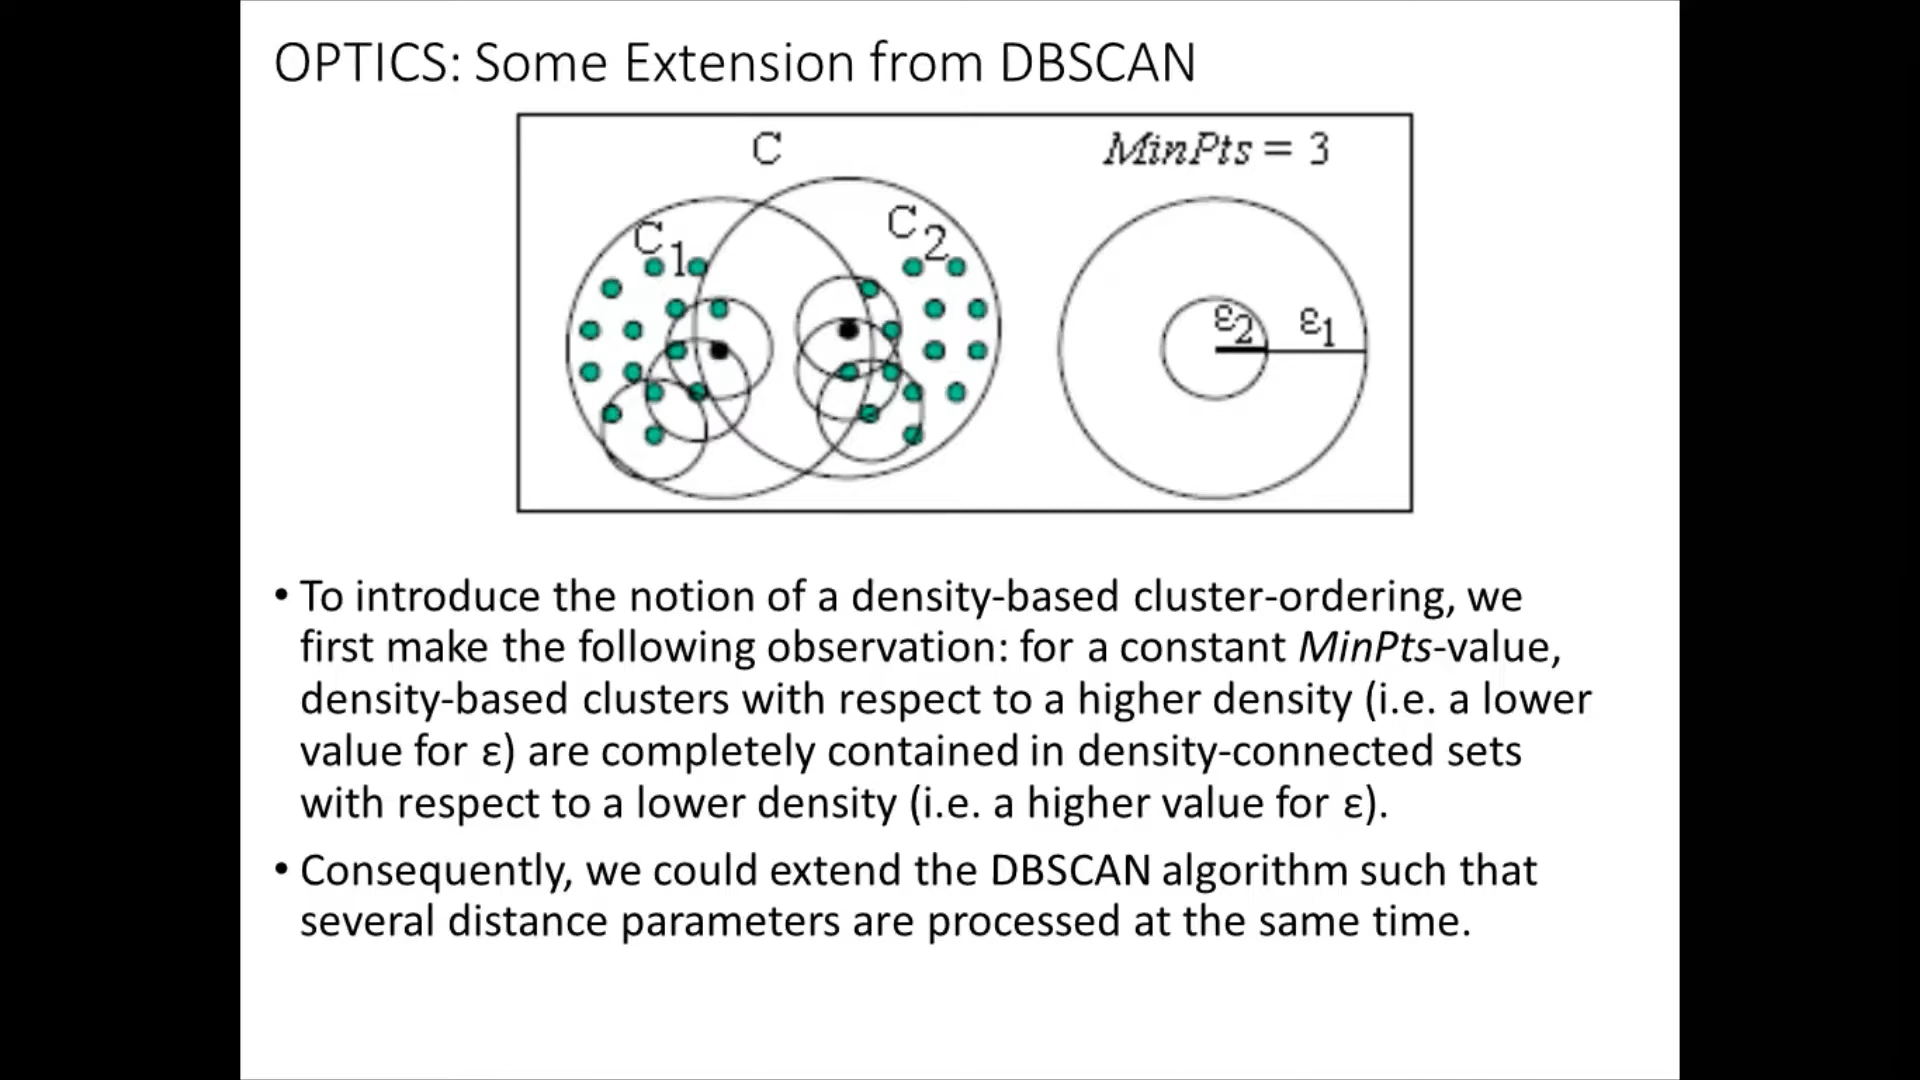 OPTICS: Some Extension from DBSCAN
C
MinPts = 3
C1
C2
ε2
ε1
• To introduce the notion of a density-based cluster-ordering, we
first make the following observation: for a constant MinPts-value,
density-based clusters with respect to a higher density (i.e. a lower
value for ε) are completely contained in density-connected sets
with respect to a lower density (i.e. a higher value for ε).
• Consequently, we could extend the DBSCAN algorithm such that
several distance parameters are processed at the same time.